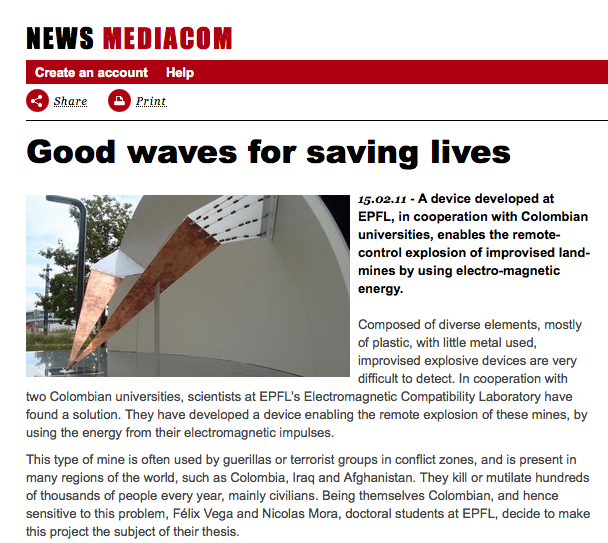 NEWS MEDIACOM
Create an account Help
Share Print
Good waves for saving lives
15.02.11 - A device developed at
EPFL, in cooperation with Colombian
universities, enables the remote-
control explosion of improvised land-
mines by using electro-magnetic
energy.
Composed of diverse elements, mostly
of plastic, with little metal used,
improvised explosive devices are very
difficult to detect. In cooperation with
two Colombian universities, scientists at EPFL's Electromagnetic Compatibility Laboratory have
found a solution. They have developed a device enabling the remote explosion of these mines, by
using the energy from their electromagnetic impulses.
This type of mine is often used by guerillas or terrorist groups in conflict zones, and is present in
many regions of the world, such as Colombia, Iraq and Afghanistan. They kill or mutilate hundreds
of thousands of people every year, mainly civilians. Being themselves Colombian, and hence
sensitive to this problem, Félix Vega and Nicolas Mora, doctoral students at EPFL, decide to make
this project the subject of their thesis.